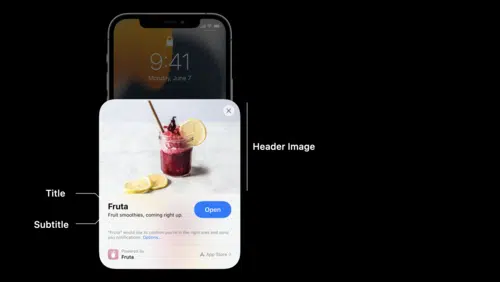 9:41
Monday, June 7
Header Image
Title
Fruta
Fruit smoothies, coming right up.
Open
Subtitle
"Fruta" would like to confirm you're in the right area and send
you notifications. Options...
Powered by
Fruta
App Store >